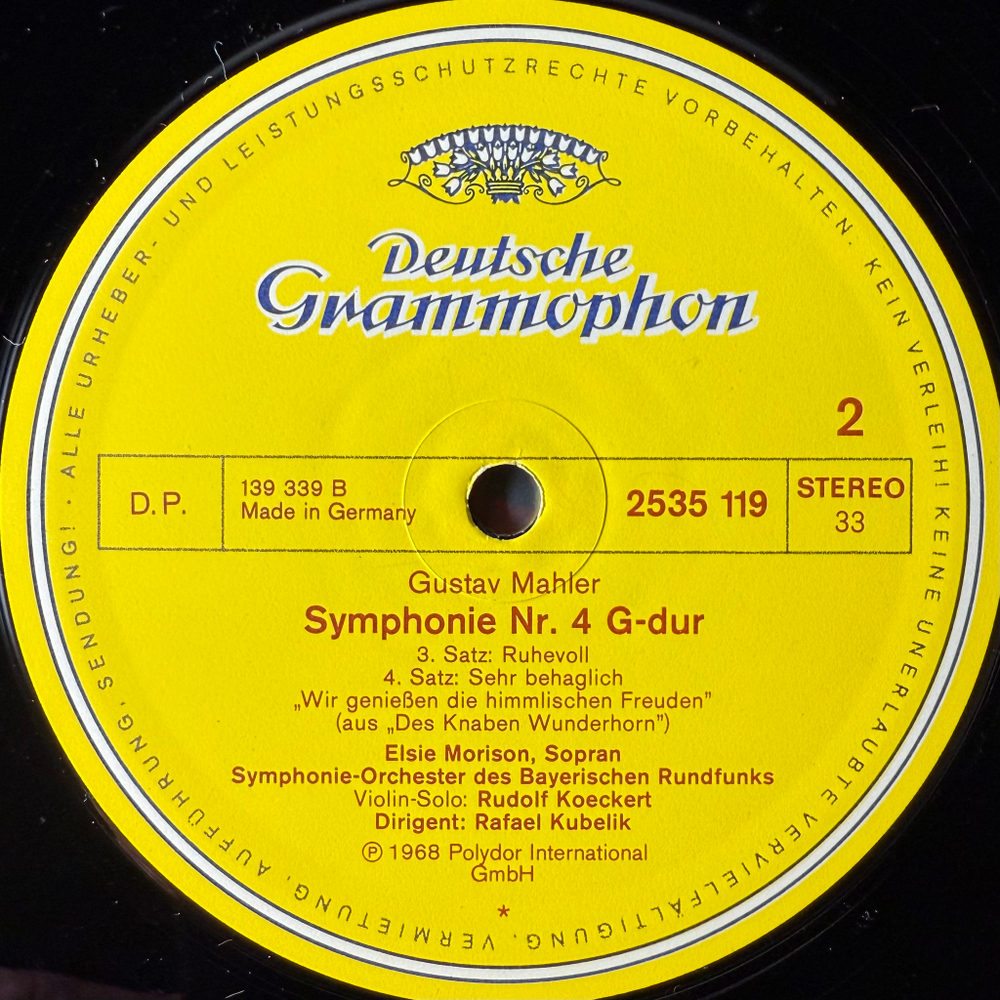 ALLE URHEBER- UND LEISTUNGSSCHUTZRECHTE VORBEHALTEN. KEIN VERLEIH! KEINE UNERLAUBTE VERVIELFÄLTIGUNG, VERMIETUNG, AUFFÜHRUNG, SENDUNG! ·
Deutsche
Grammophon
2
D.P.
139 339 B
Made in Germany
2535 119
STEREO
33
Gustav Mahler
Symphonie Nr. 4 G-dur
3. Satz: Ruhevoll
4. Satz: Sehr behaglich
„Wir genießen die himmlischen Freuden”
(aus „Des Knaben Wunderhorn”)
Elsie Morison, Sopran
Symphonie-Orchester des Bayerischen Rundfunks
Violin-Solo: Rudolf Koeckert
Dirigent: Rafael Kubelik
℗ 1968 Polydor International
GmbH
*